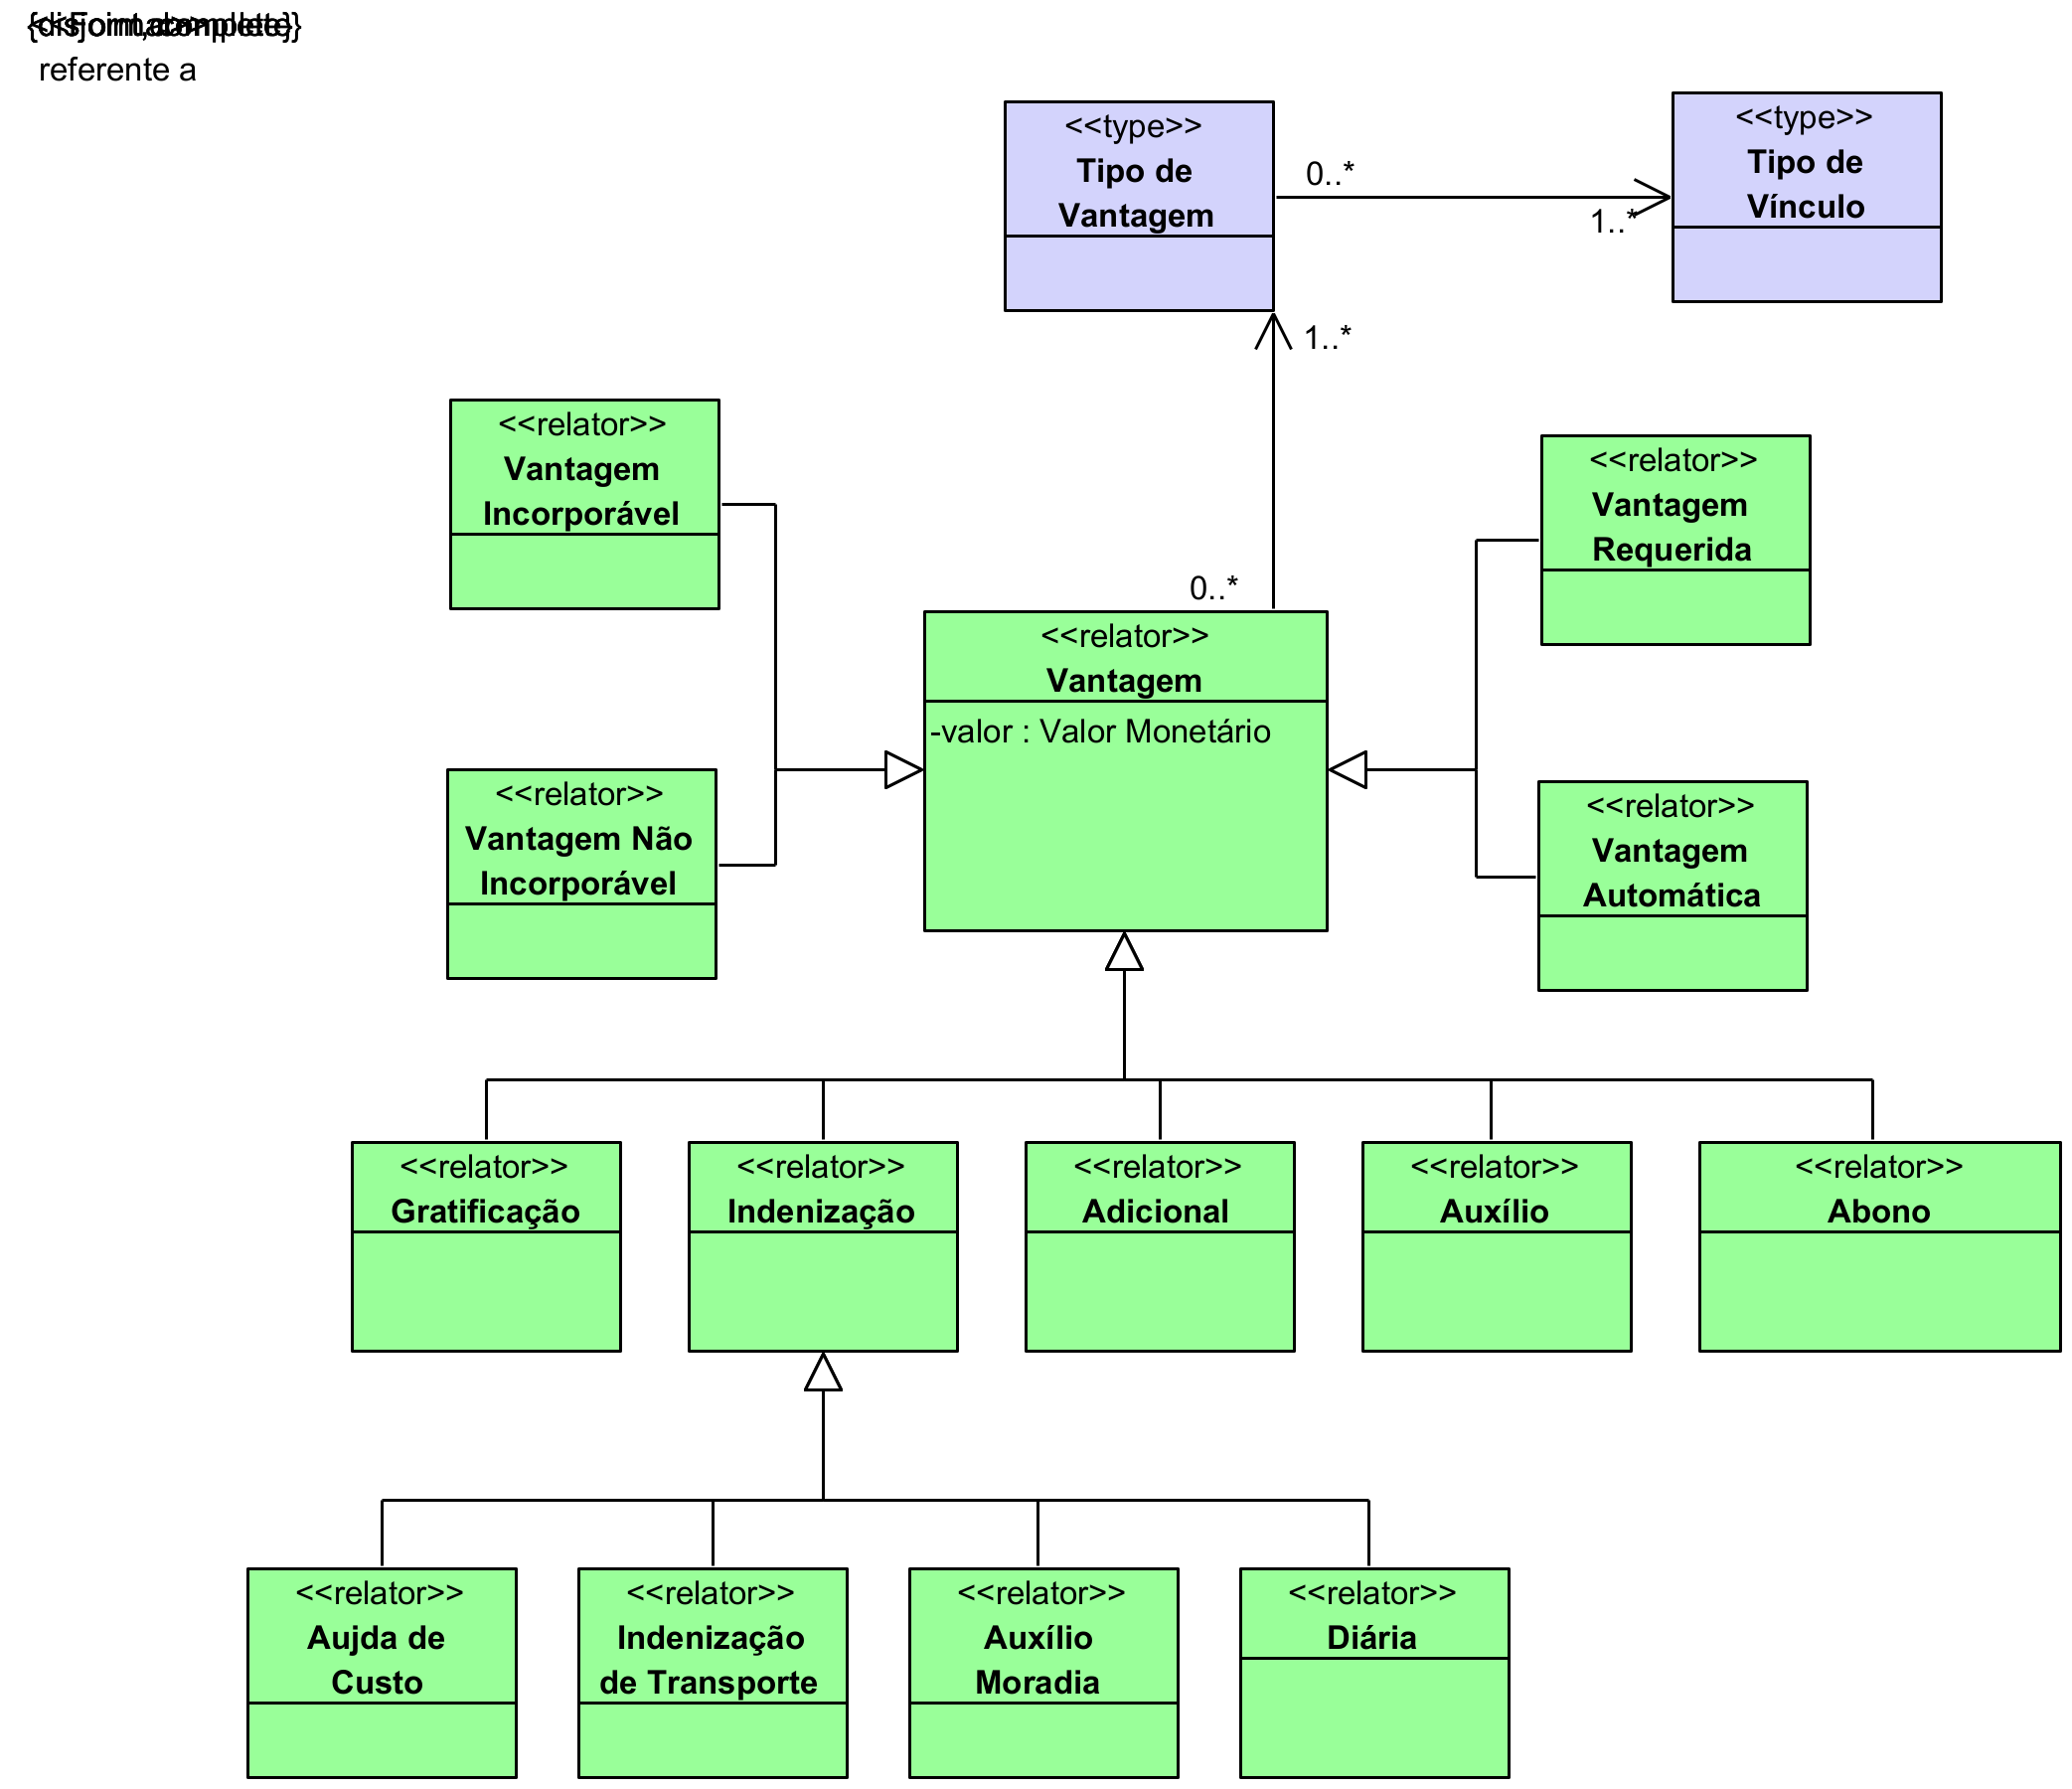 referente a
<<type>>
Tipo de
Vantagem
<<type>>
Tipo de
Vínculo
0..*
1..*
1..*
<<relator>>
Vantagem
Incorporável
<<relator>>
Vantagem
Requerida
0..*
<<relator>>
Vantagem
-valor : Valor Monetário
<<relator>>
Vantagem Não
Incorporável
<<relator>>
Vantagem
Automática
<<relator>>
Gratificação
<<relator>>
Indenização
<<relator>>
Adicional
<<relator>>
Auxílio
<<relator>>
Abono
<<relator>>
Aujda de
Custo
<<relator>>
Indenização
de Transporte
<<relator>>
Auxílio
Moradia
<<relator>>
Diária